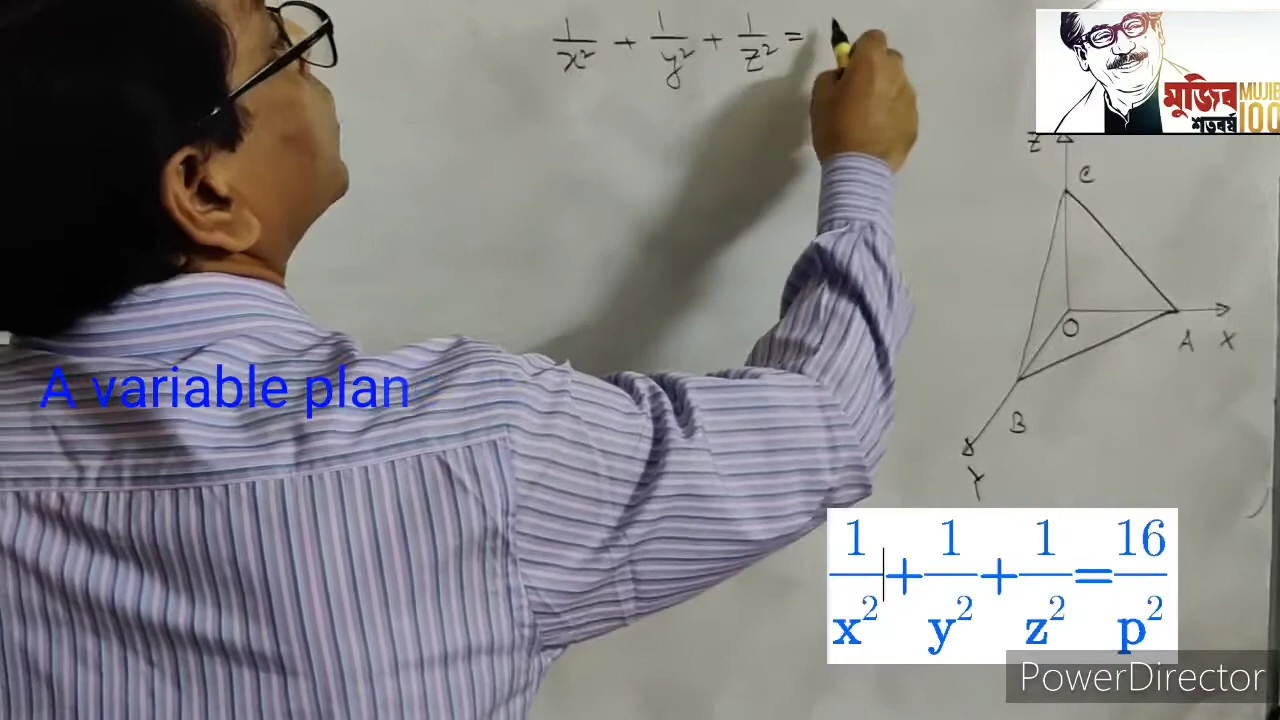 1/x² + 1/y² + 1/z² =
মুজিব MUJIB
শতবর্ষ 100
Z
C
O
A X
B
Y
A variable plan
1/x² + 1/y² + 1/z² = 16/p²
PowerDirector